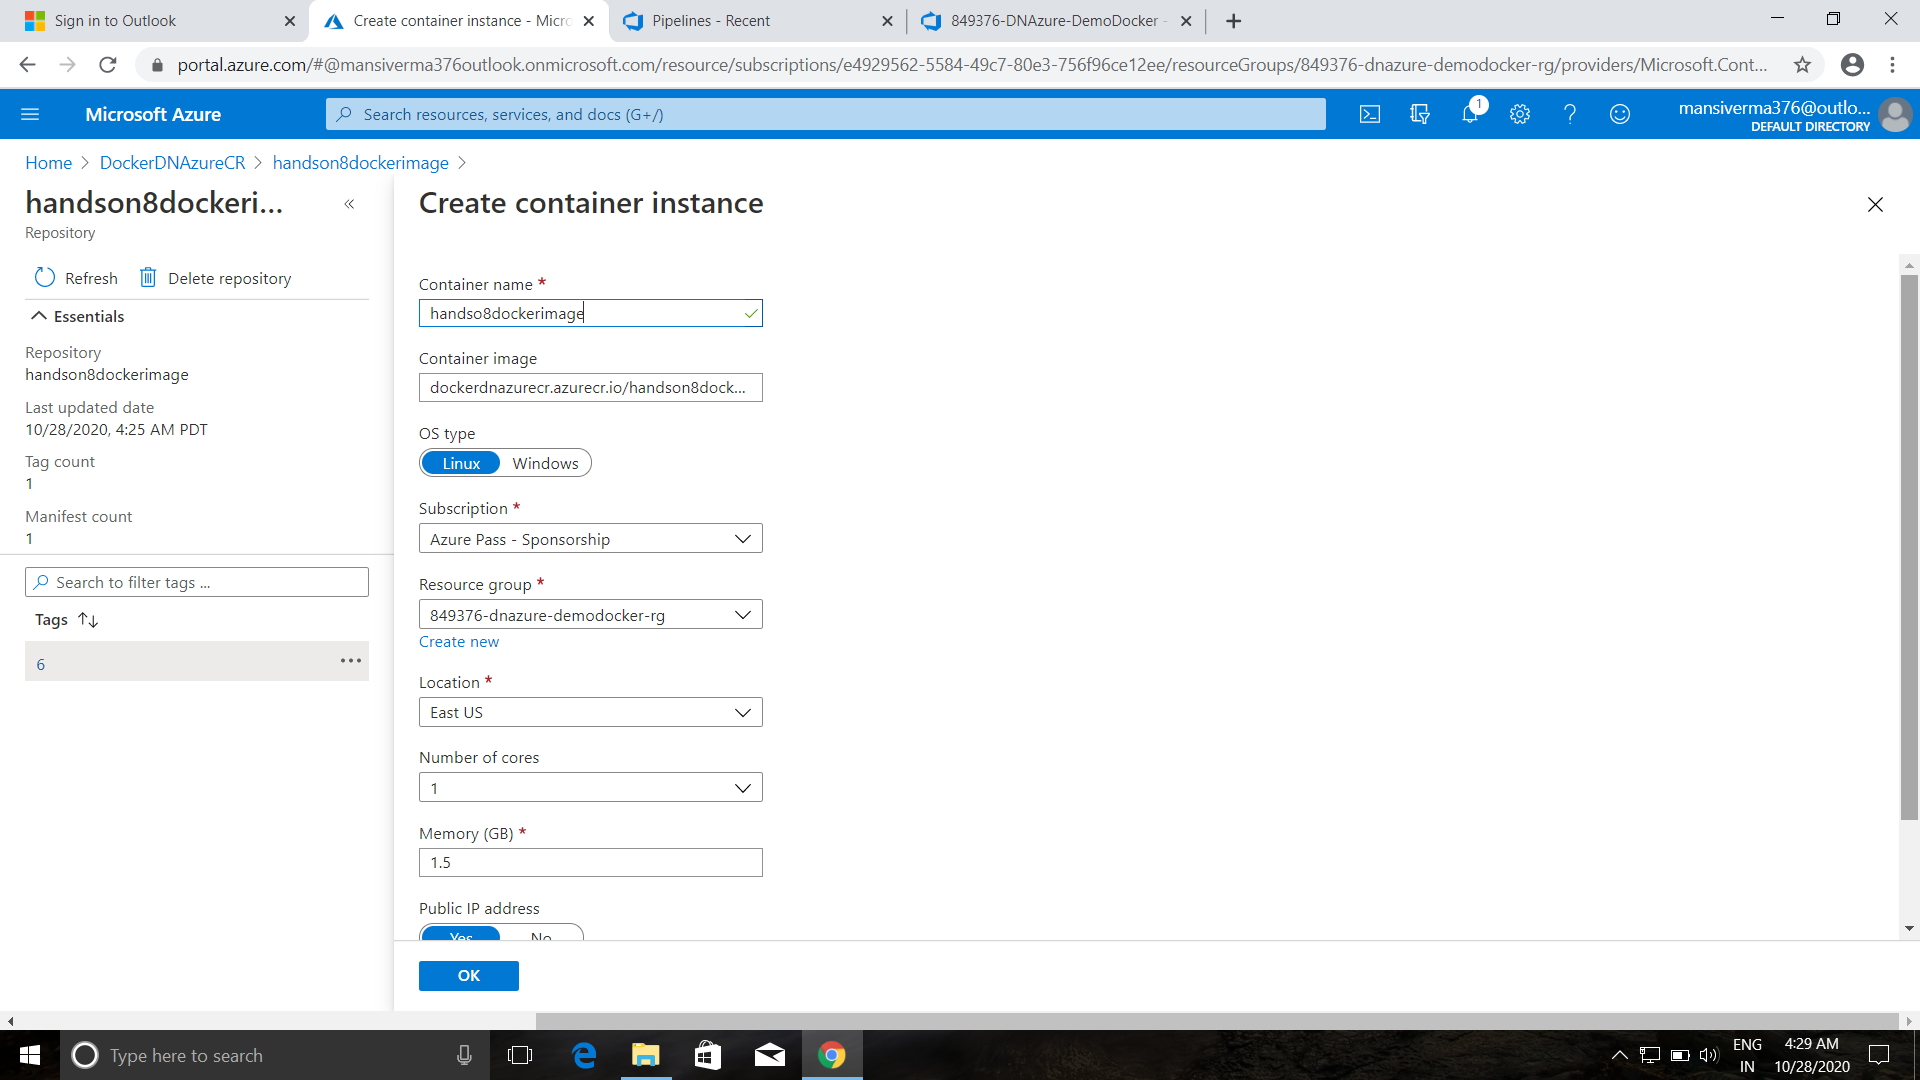 Sign in to Outlook
Create container instance - Micro
Pipelines - Recent
849376-DNAzure-DemoDocker -
portal.azure.com/#@mansiverma376outlook.onmicrosoft.com/resource/subscriptions/e4929562-5584-49c7-80e3-756f96ce12ee/resourceGroups/849376-dnazure-demodocker-rg/providers/Microsoft.Cont...
Microsoft Azure
Search resources, services, and docs (G+/)
1
mansiverma376@outlo...
DEFAULT DIRECTORY
Home > DockerDNAzureCR > handson8dockerimage >
handson8dockeri...
Repository
Refresh
Delete repository
Essentials
Repository
handson8dockerimage
Last updated date
10/28/2020, 4:25 AM PDT
Tag count
1
Manifest count
1
Search to filter tags ...
Tags
6
Create container instance
Container name *
handso8dockerimage
Container image
dockerdnazurecr.azurecr.io/handson8dock...
OS type
Linux Windows
Subscription *
Azure Pass - Sponsorship
Resource group *
849376-dnazure-demodocker-rg
Create new
Location *
East US
Number of cores
1
Memory (GB) *
1.5
Public IP address
Yes No
OK
Type here to search
ENG
IN
4:29 AM
10/28/2020